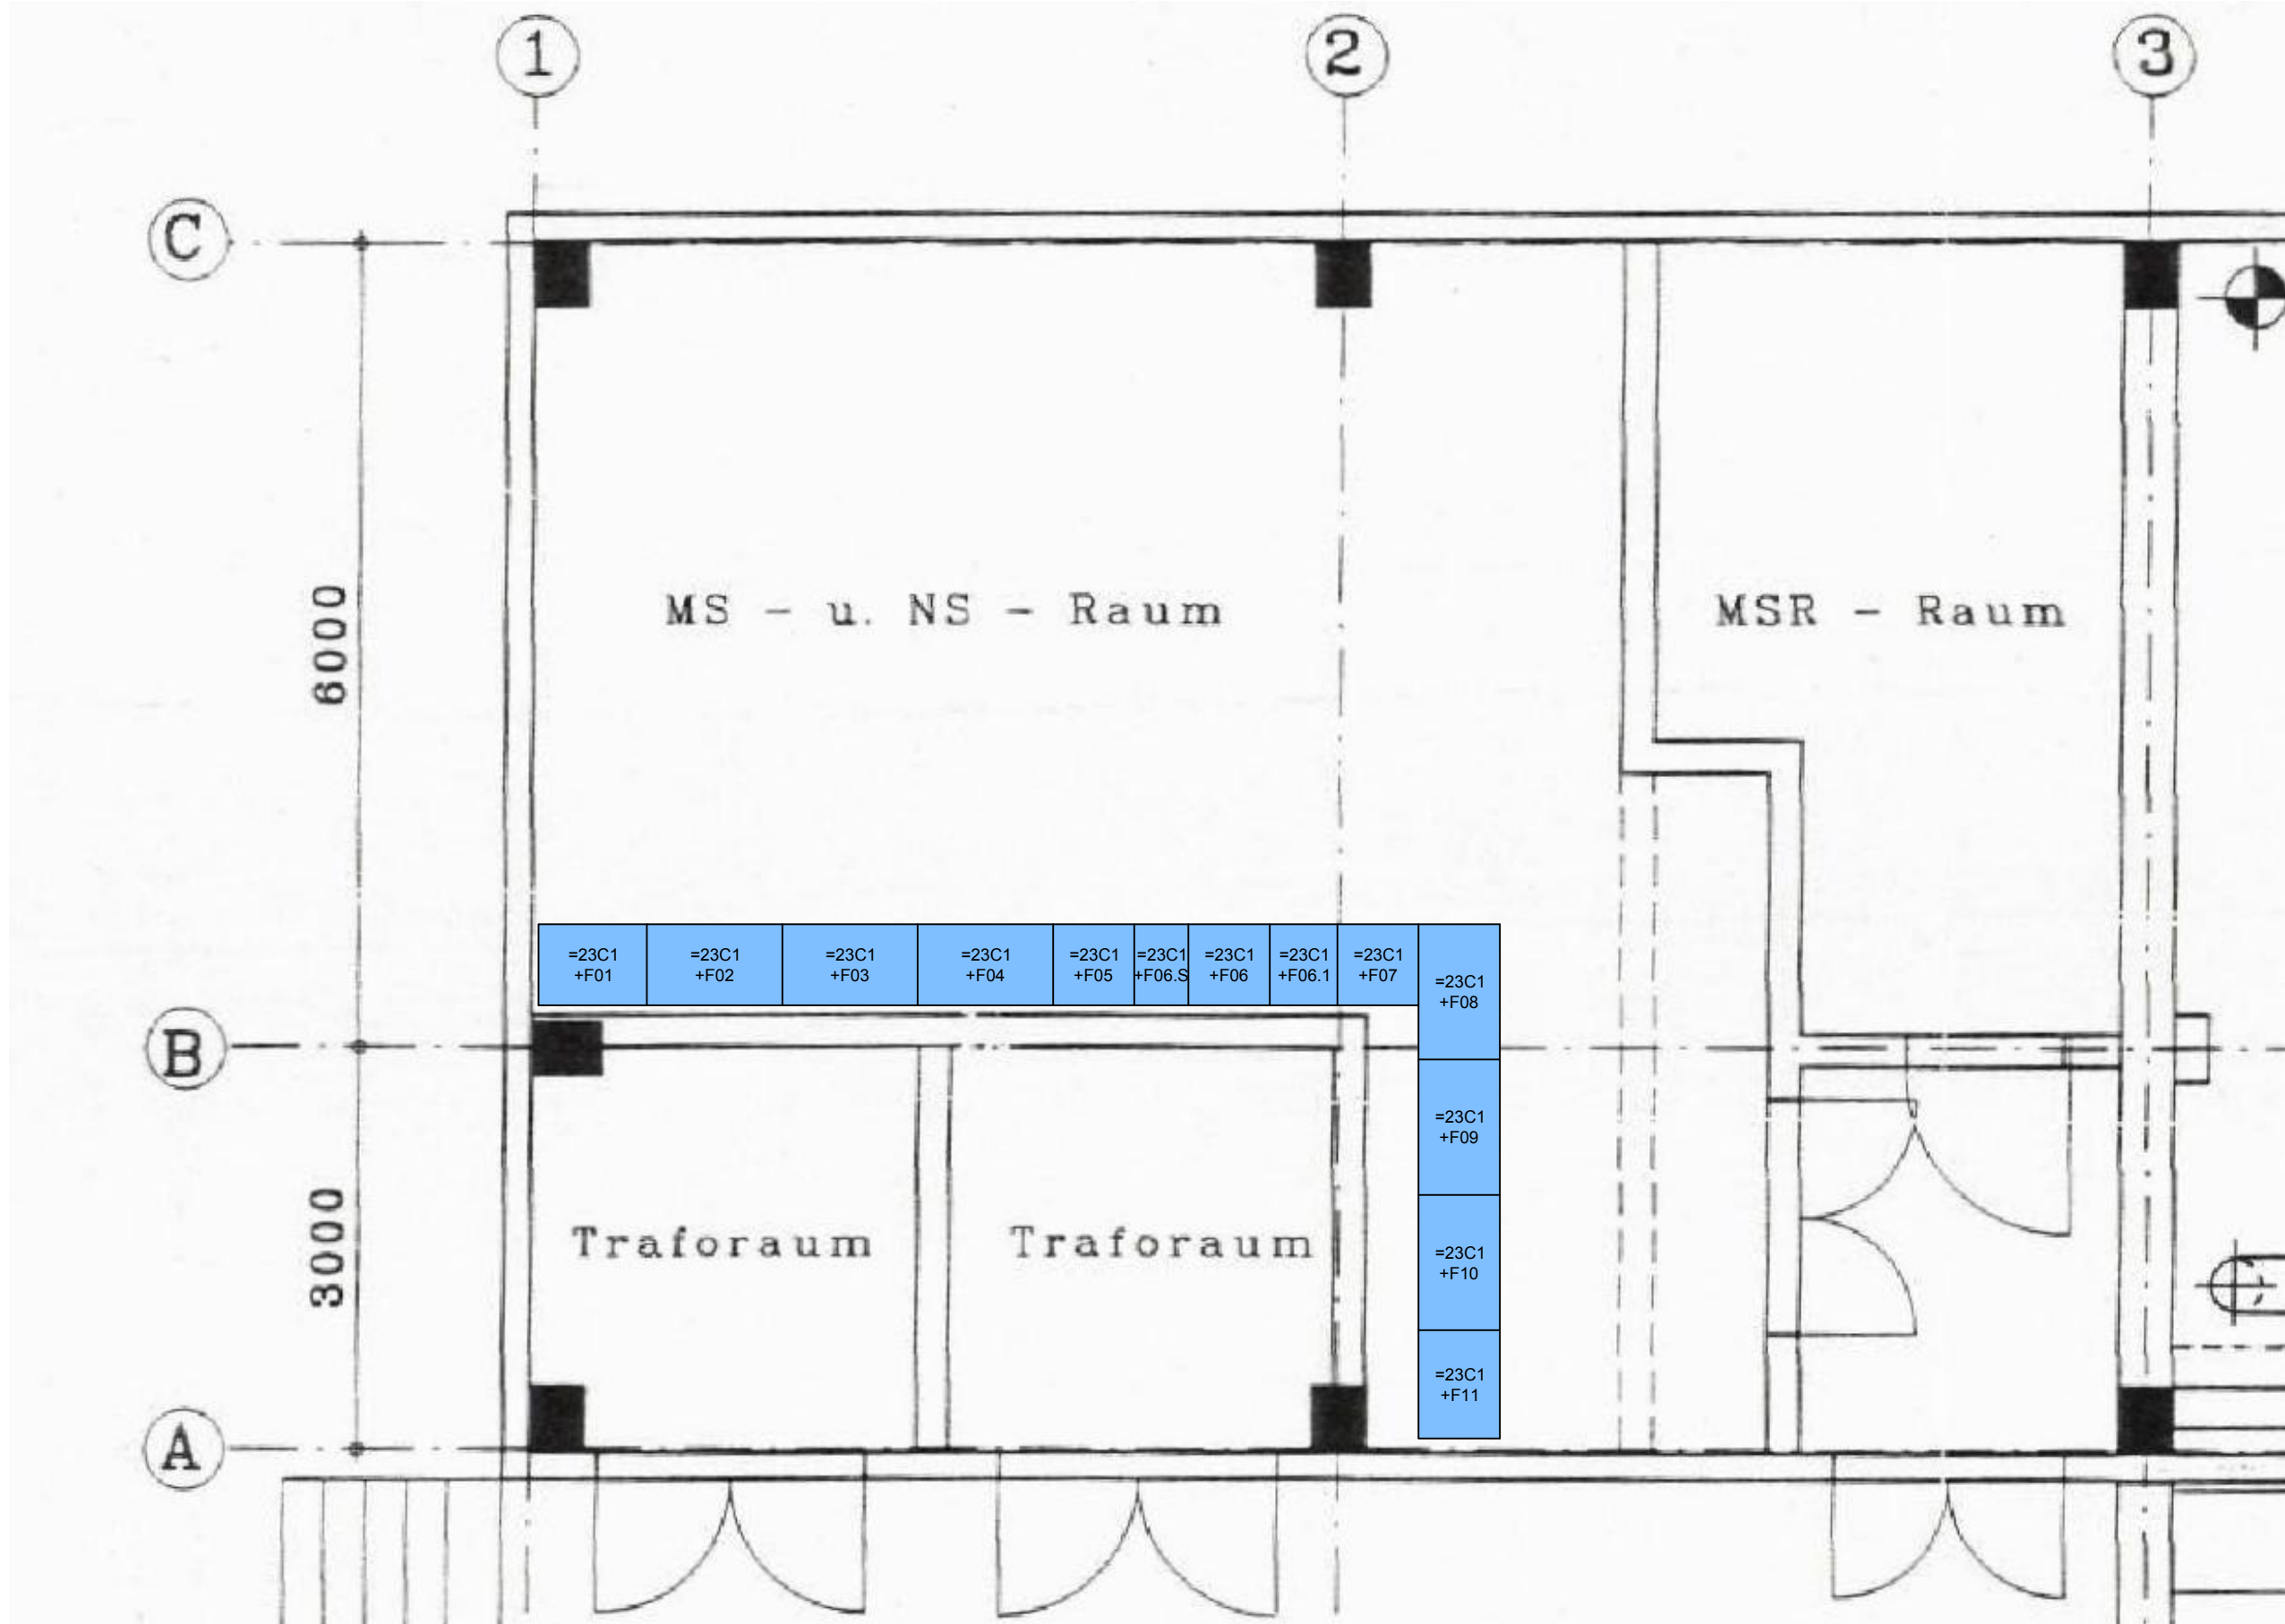 1
2
3
C
6000
MS - u. NS - Raum
MSR - Raum
=23C1
+F01
=23C1
+F02
=23C1
+F03
=23C1
+F04
=23C1
+F05
=23C1
+F06.S
=23C1
+F06
=23C1
+F06.1
=23C1
+F07
=23C1
+F08
B
=23C1
+F09
3000
Traforaum
Traforaum
=23C1
+F10
=23C1
+F11
A